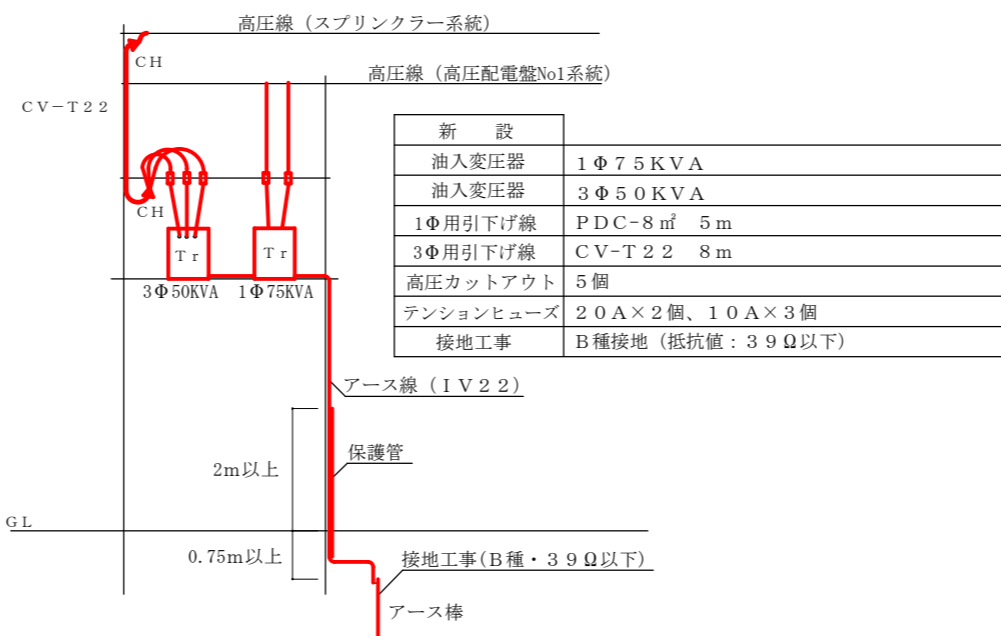 高圧線（スプリンクラー系統）
ＣＨ
高圧線（高圧配電盤No1系統）
ＣＶ－Ｔ２２
ＣＨ
Ｔｒ
Ｔｒ
3Φ50KVA
1Φ75KVA
新　設
油入変圧器　１Φ７５ＫＶＡ
油入変圧器　３Φ５０ＫＶＡ
1Φ用引下げ線　ＰＤＣ-８㎡　５ｍ
3Φ用引下げ線　ＣＶ-Ｔ２２　８ｍ
高圧カットアウト　５個
テンションヒューズ　２０Ａ×２個、１０Ａ×３個
接地工事　Ｂ種接地（抵抗値：３９Ω以下）
アース線（ＩＶ２２）
保護管
2m以上
ＧＬ
0.75m以上
接地工事(Ｂ種・３９Ω以下)
アース棒